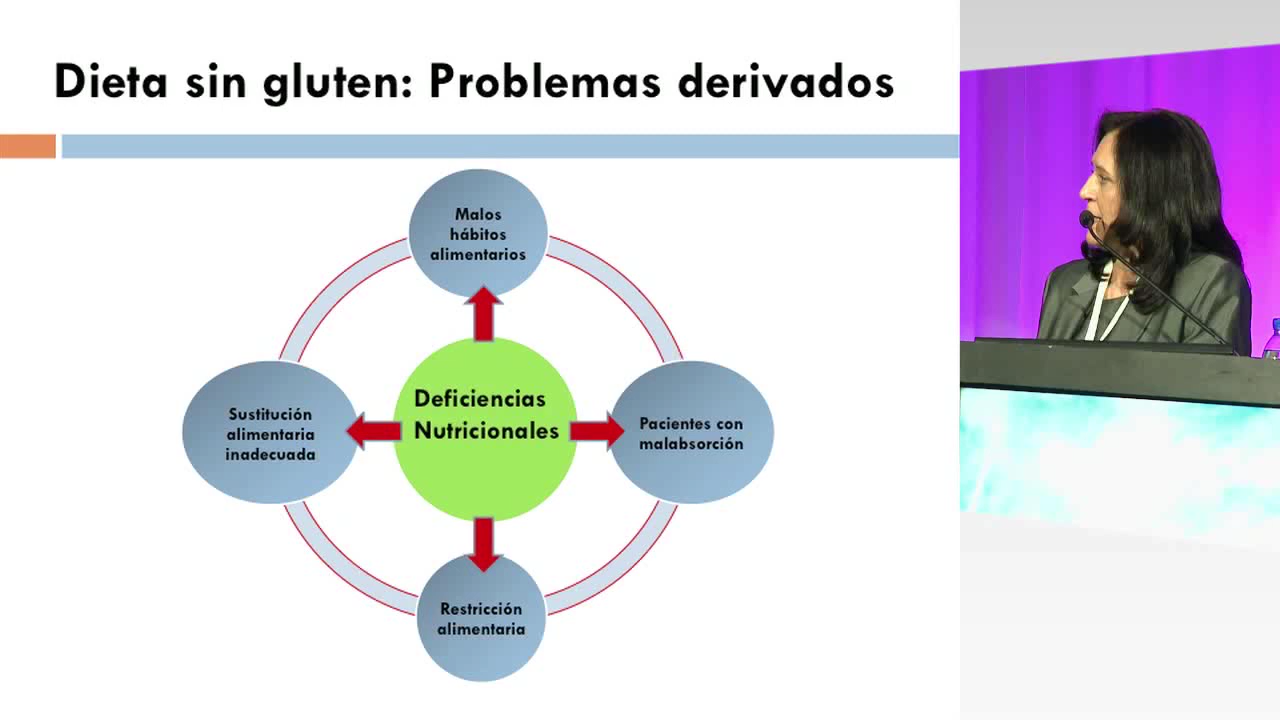 Dieta sin gluten: Problemas derivados
Malos
hábitos
alimentarios
Sustitución
alimentaria
inadecuada
Deficiencias
Nutricionales
Pacientes con
malabsorción
Restricción
alimentaria